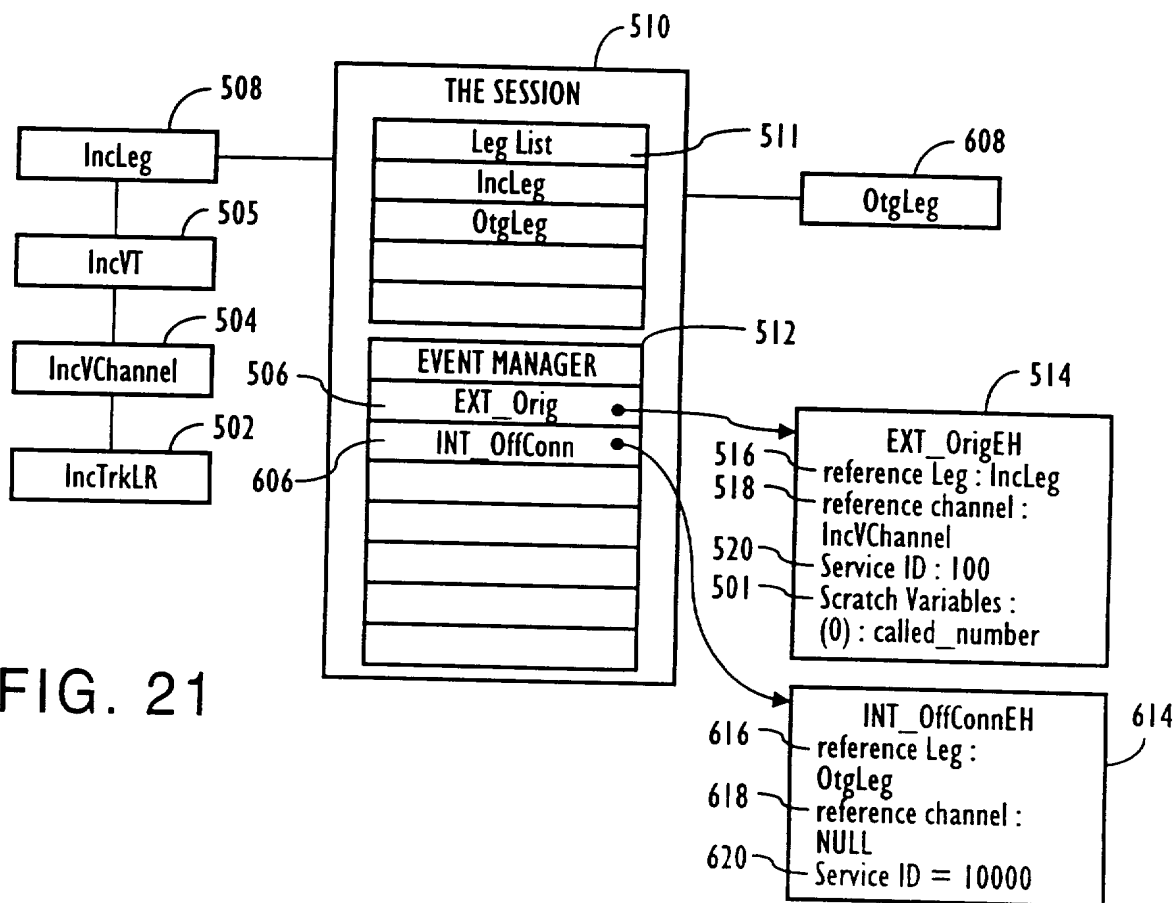 510
THE SESSION
508
IncLeg
Leg List
511
IncLeg
OtgLeg
608
OtgLeg
505
IncVT
504
IncVChannel
502
IncTrkLR
512
EVENT MANAGER
506
EXT_Orig
606
INT_OffConn
514
EXT_OrigEH
516
reference Leg : IncLeg
518
reference channel :
IncVChannel
520
Service ID : 100
501
Scratch Variables :
(0) : called_number
614
INT_OffConnEH
616
reference Leg :
OtgLeg
618
reference channel :
NULL
620
Service ID = 10000
FIG. 21